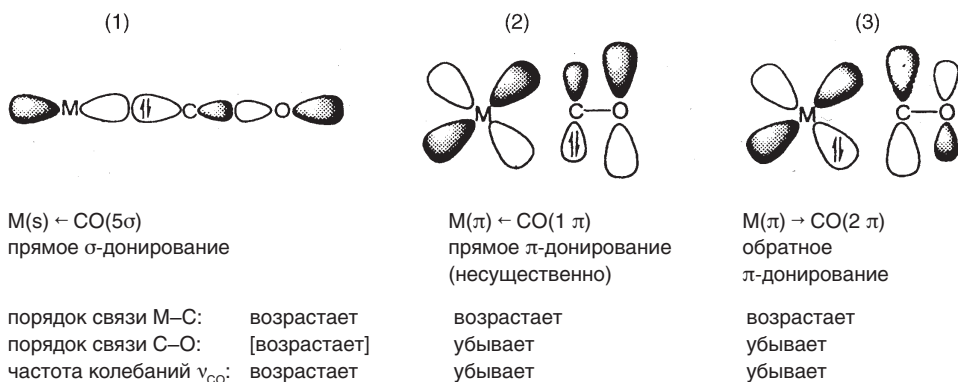 (1) (2) (3)
M C O M C O M C O
M(s) ← CO(5σ) M(π) ← CO(1 π) M(π) → CO(2 π)
прямое σ-донирование прямое π-донирование обратное
(несущественно) π-донирование
порядок связи M–C: возрастает возрастает возрастает
порядок связи C–O: [возрастает] убывает убывает
частота колебаний νCO: возрастает убывает убывает